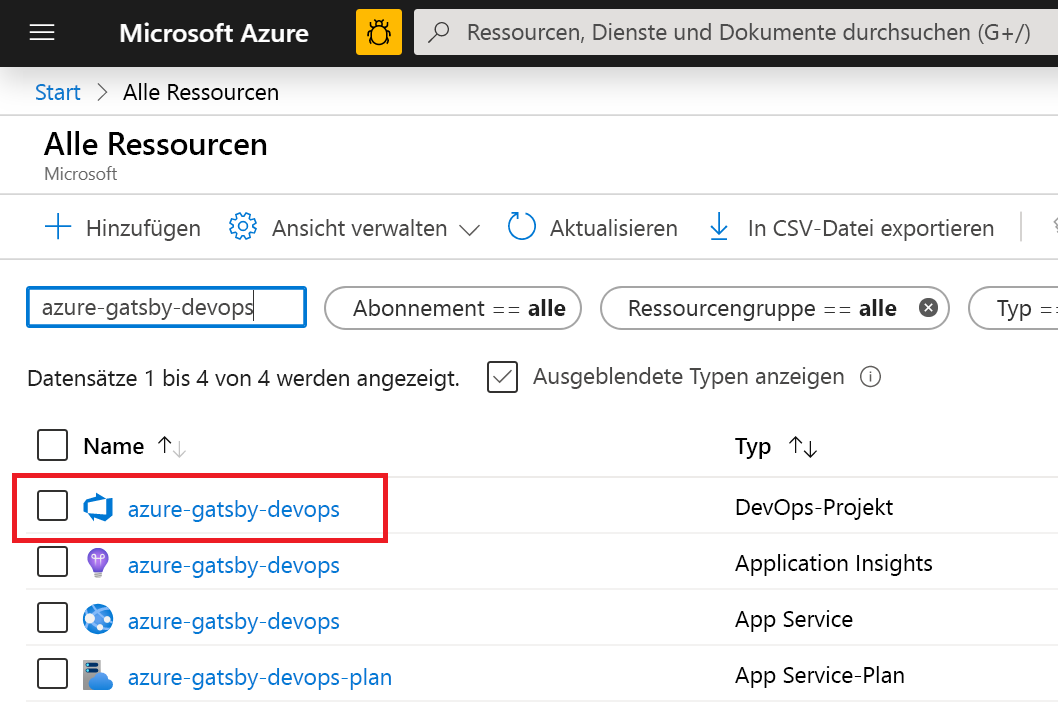 Microsoft Azure
Ressourcen, Dienste und Dokumente durchsuchen (G+/)
Start > Alle Ressourcen
Alle Ressourcen
Microsoft
Hinzufügen Ansicht verwalten Aktualisieren In CSV-Datei exportieren
azure-gatsby-devops Abonnement == alle Ressourcengruppe == alle Typ ==
Datensätze 1 bis 4 von 4 werden angezeigt. Ausgeblendete Typen anzeigen
Name Typ
azure-gatsby-devops DevOps-Projekt
azure-gatsby-devops Application Insights
azure-gatsby-devops App Service
azure-gatsby-devops-plan App Service-Plan